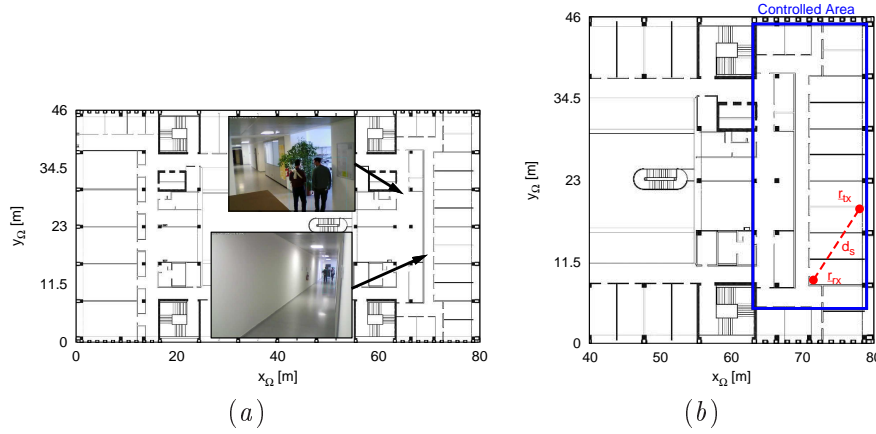 46
34.5
23
11.5
0
y_Ω [m]
0 20 40 60 80
x_Ω [m]
(a)
Controlled Area
46
34.5
23
11.5
0
y_Ω [m]
r_tx
d_s
r_rx
40 50 60 70 80
x_Ω [m]
(b)